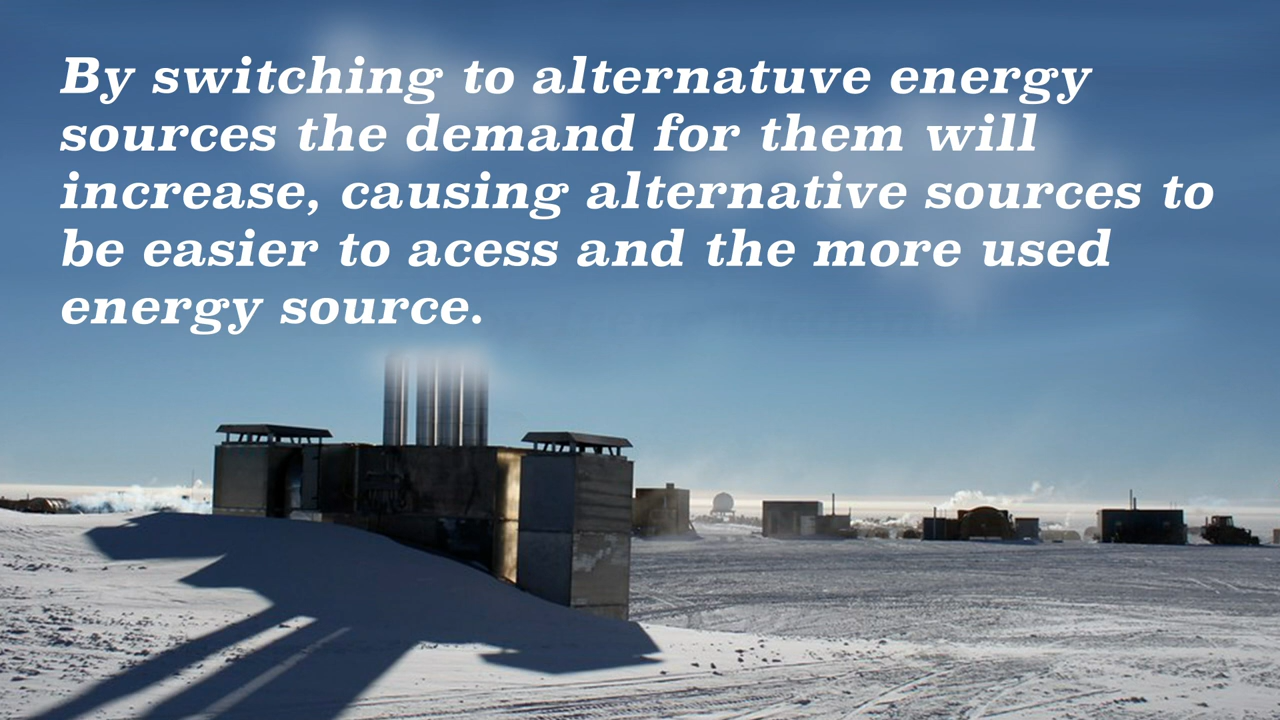 By switching to alternatuve energy
sources the demand for them will
increase, causing alternative sources to
be easier to acess and the more used
energy source.